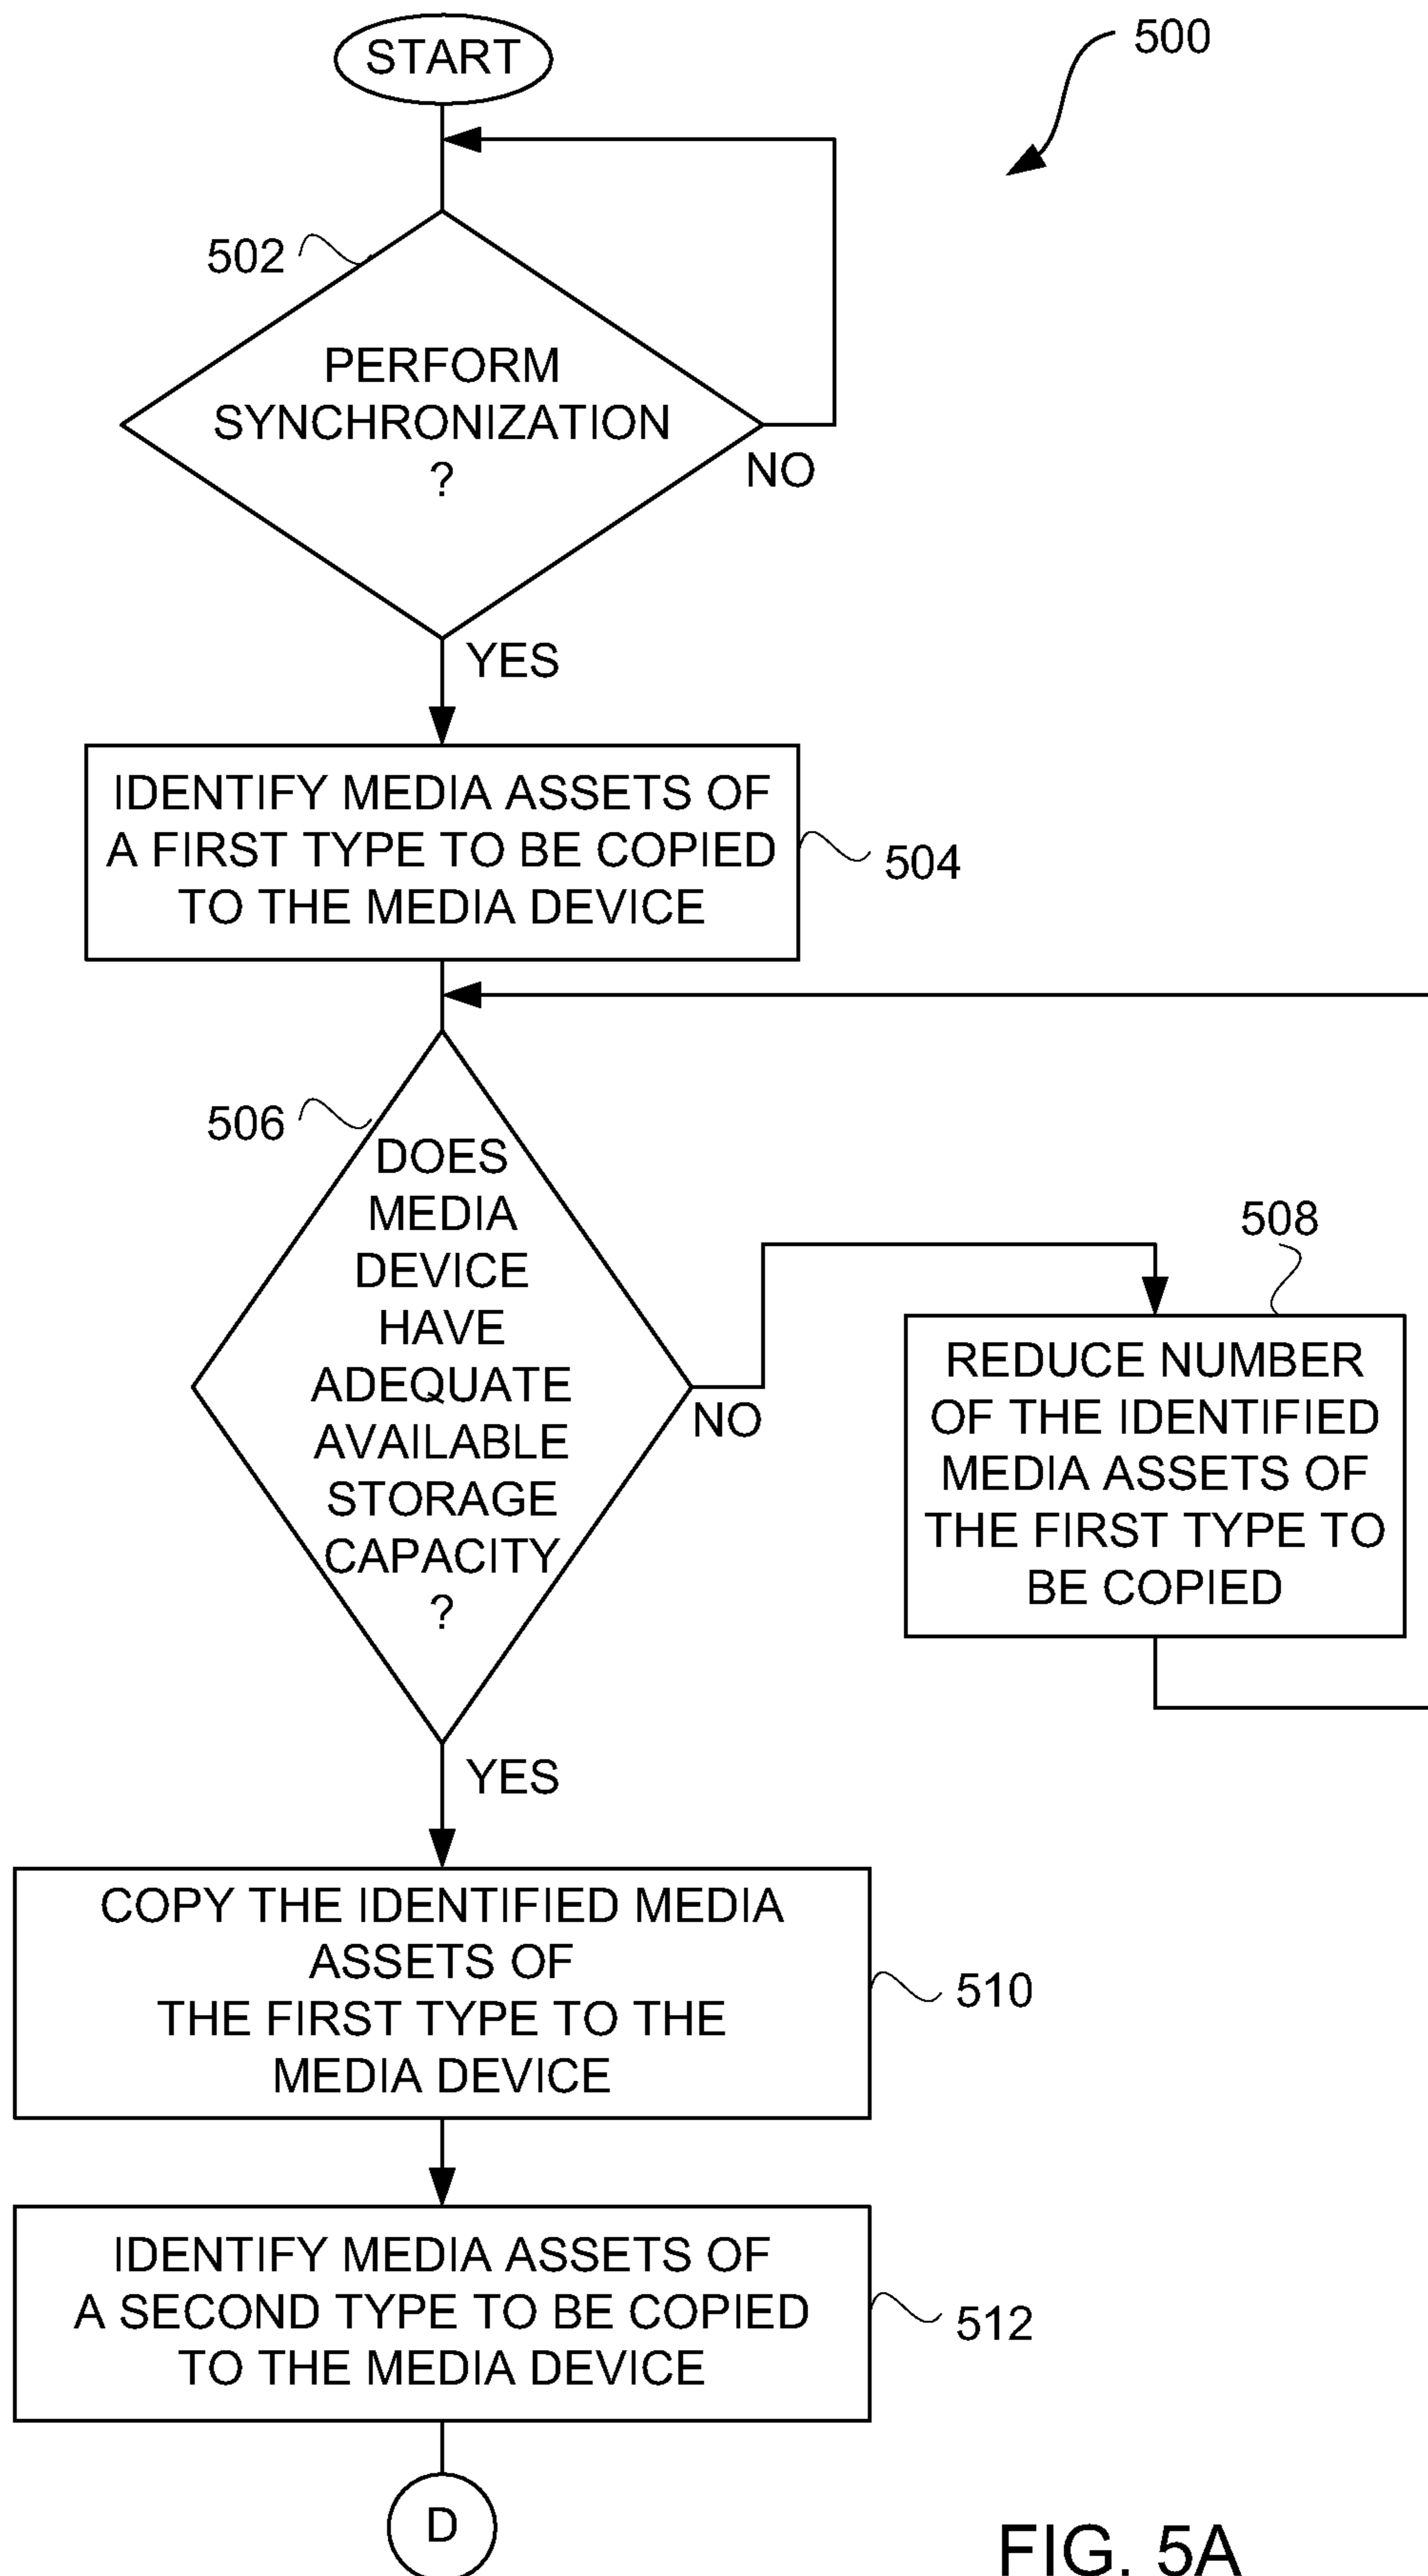 START
500
502
PERFORM
SYNCHRONIZATION
?
NO
YES
IDENTIFY MEDIA ASSETS OF
A FIRST TYPE TO BE COPIED
TO THE MEDIA DEVICE
504
506
DOES
MEDIA
DEVICE
HAVE
ADEQUATE
AVAILABLE
STORAGE
CAPACITY
?
NO
508
REDUCE NUMBER
OF THE IDENTIFIED
MEDIA ASSETS OF
THE FIRST TYPE TO
BE COPIED
YES
COPY THE IDENTIFIED MEDIA
ASSETS OF
THE FIRST TYPE TO THE
MEDIA DEVICE
510
IDENTIFY MEDIA ASSETS OF
A SECOND TYPE TO BE COPIED
TO THE MEDIA DEVICE
512
D
FIG. 5A